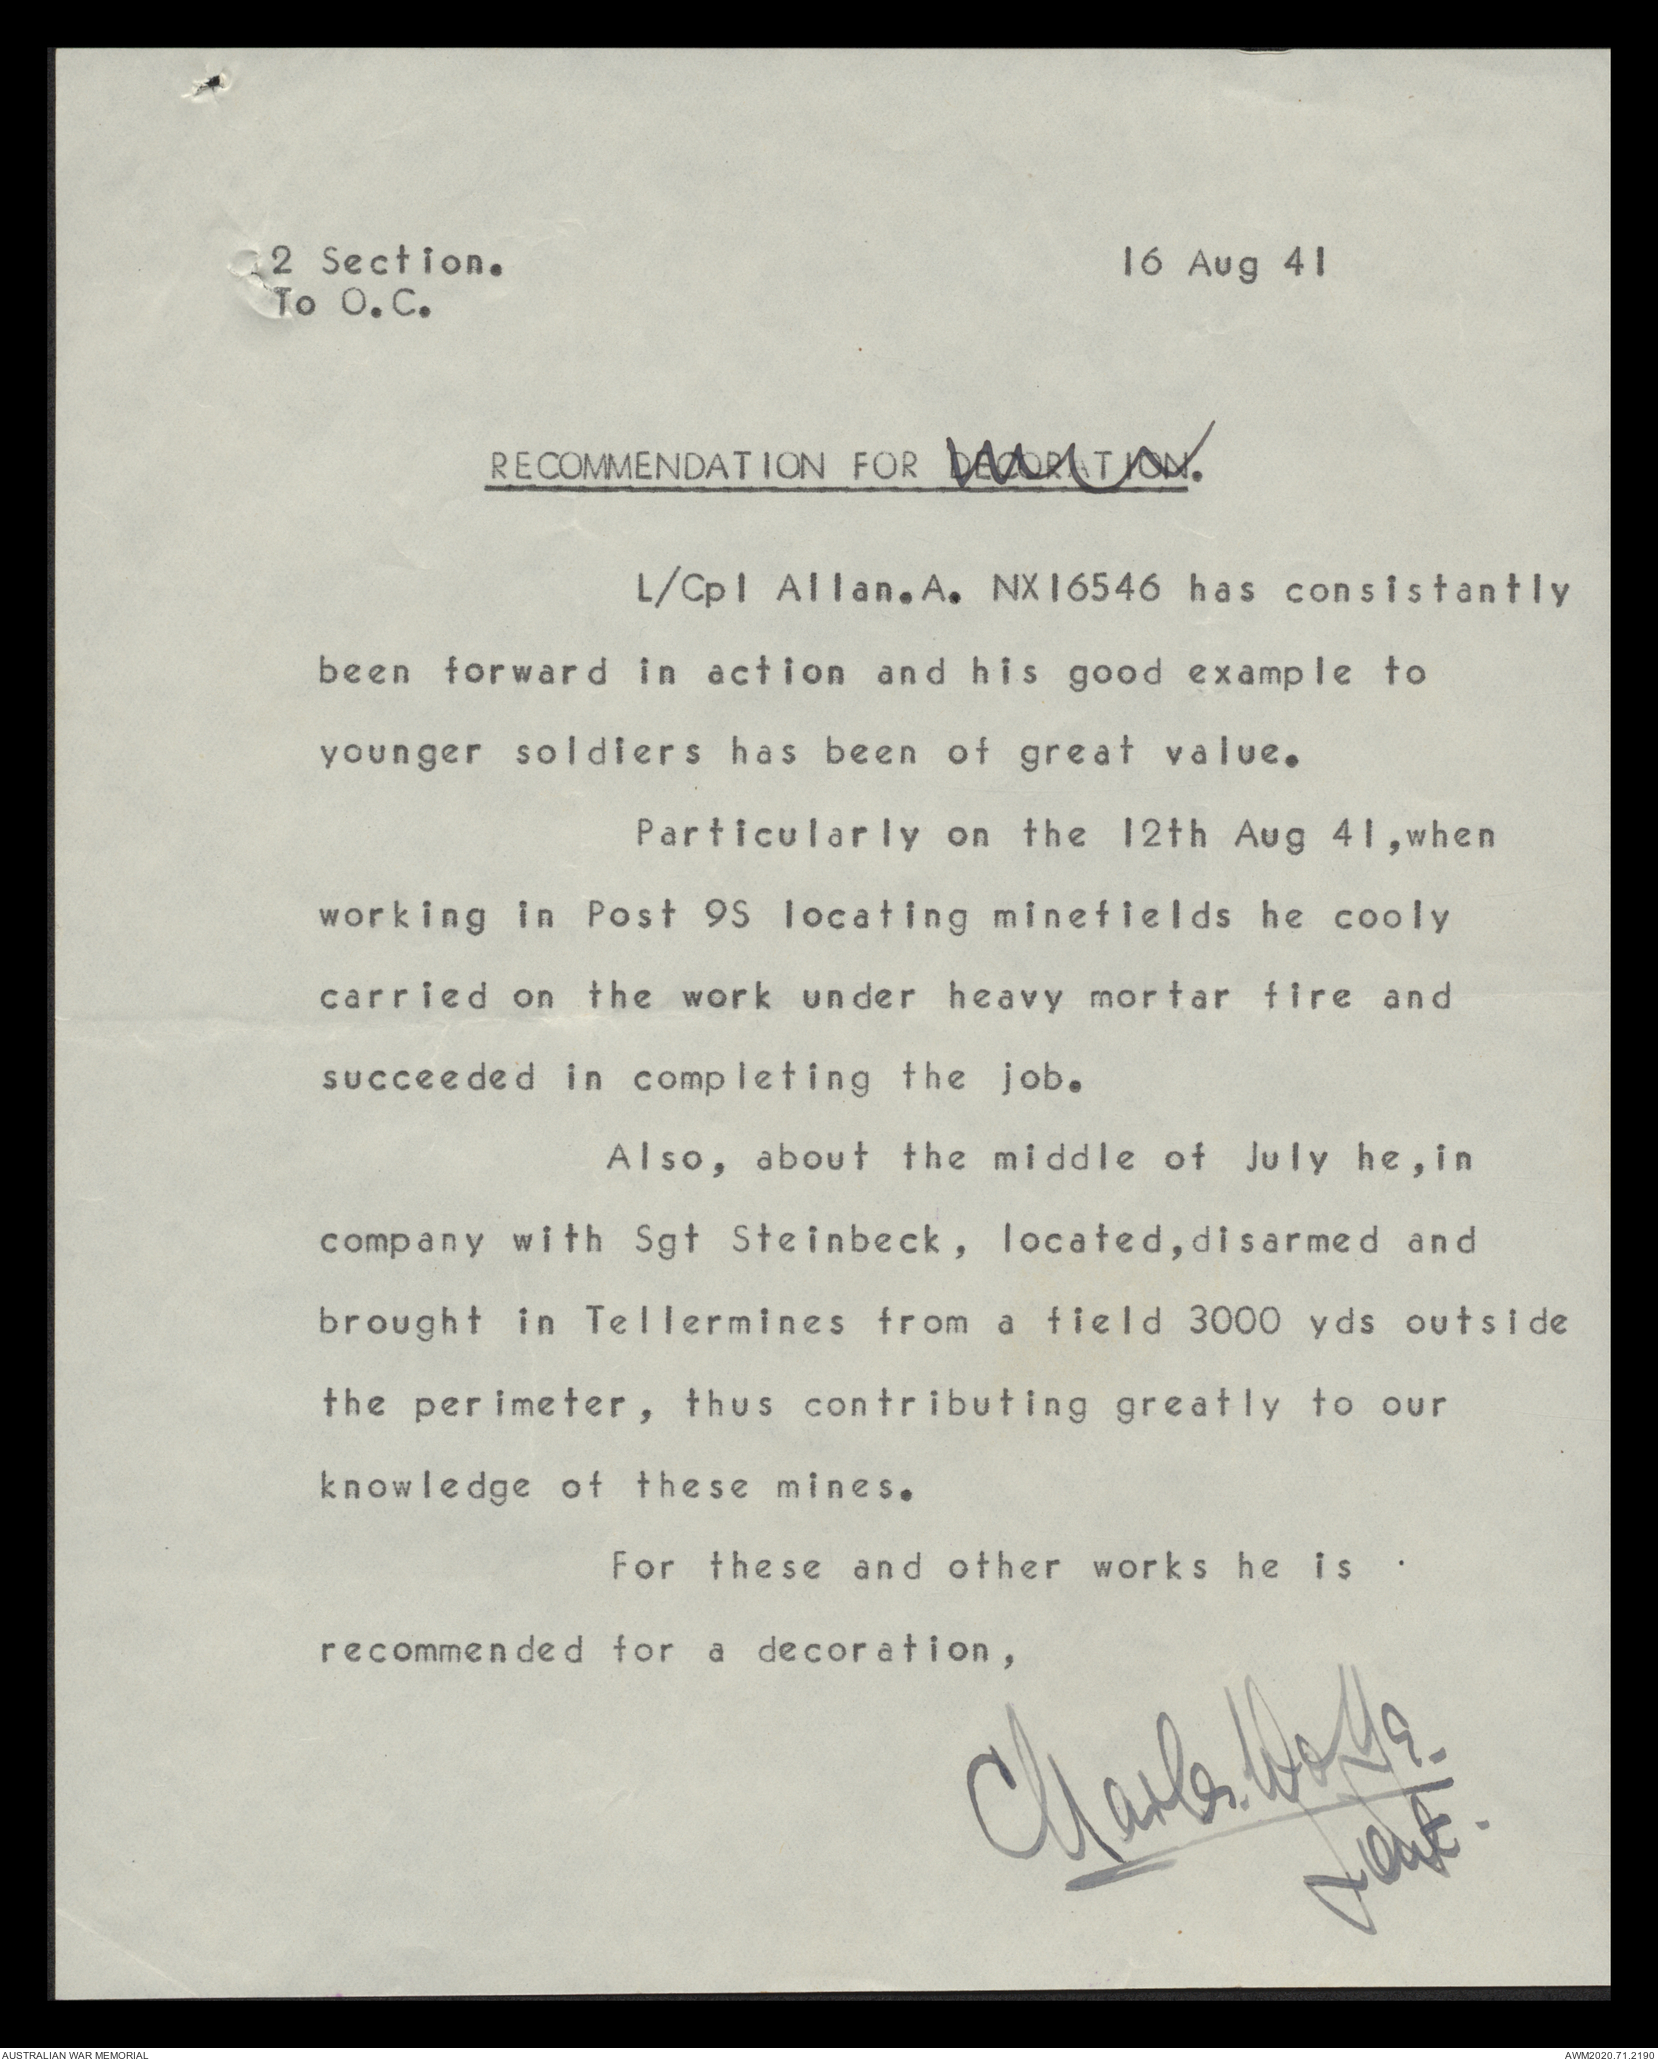 2 Section. 16 Aug 41
To O.C.
RECOMMENDATION FOR DECORATION.
L/Cpl Allan.A. NX16546 has consistantly
been forward in action and his good example to
younger soldiers has been of great value.
Particularly on the 12th Aug 41,when
working in Post 9S locating minefields he cooly
carried on the work under heavy mortar fire and
succeeded in completing the job.
Also, about the middle of July he,in
company with Sgt Steinbeck, located,disarmed and
brought in Tellermines from a field 3000 yds outside
the perimeter, thus contributing greatly to our
knowledge of these mines.
For these and other works he is
recommended for a decoration,
Charles
AUSTRALIAN WAR MEMORIAL AWM2020.71.2190